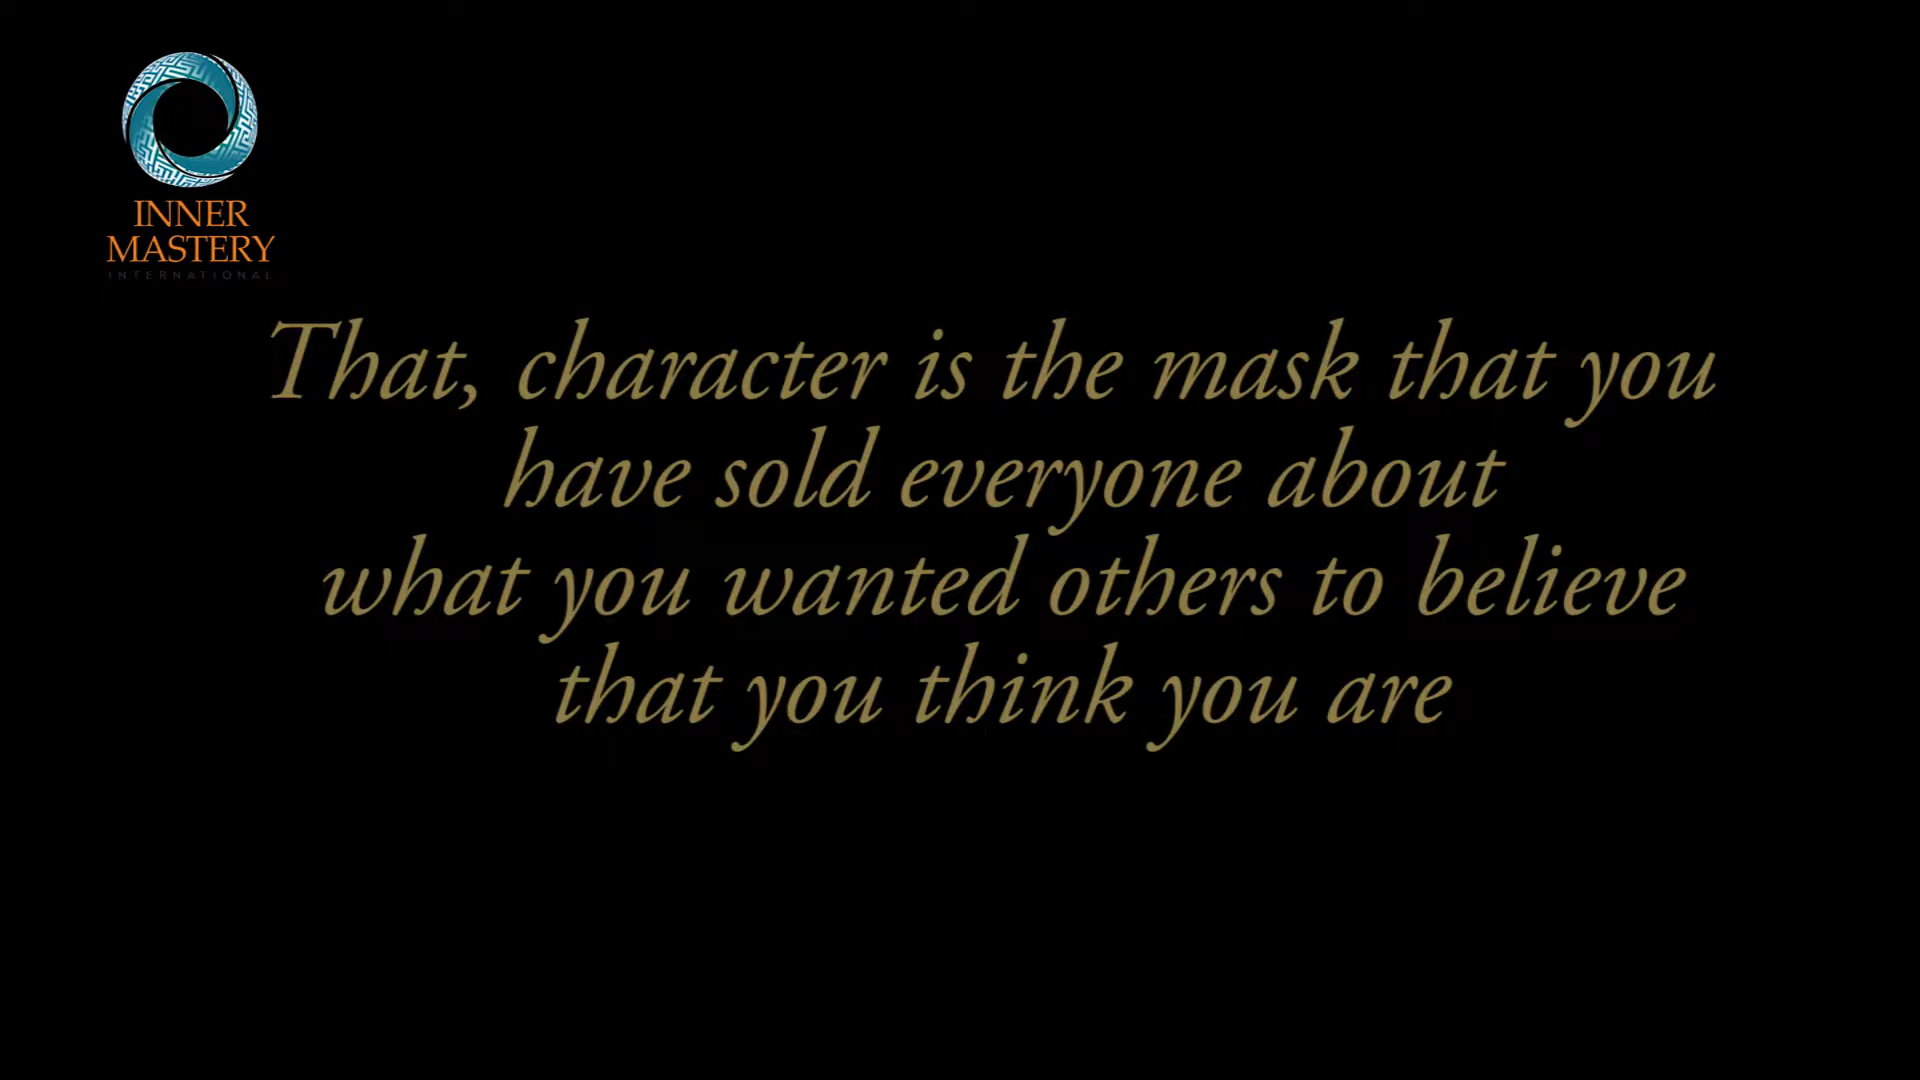 INNER
MASTERY
INTERNATIONAL
That, character is the mask that you
have sold everyone about
what you wanted others to believe
that you think you are